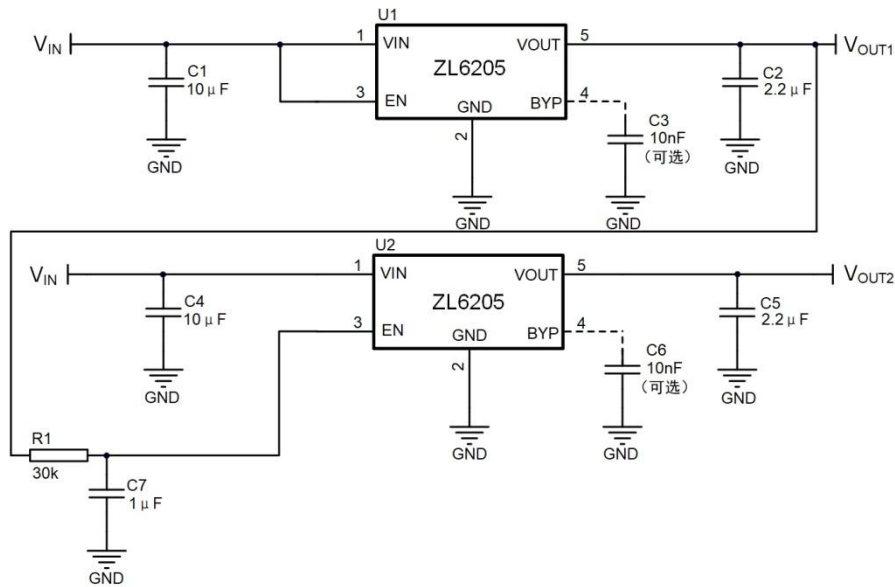 U1
V_IN
1
VIN
VOUT
5
V_OUT1
ZL6205
C1
10μF
3
EN
GND
BYP
4
C2
2.2μF
2
C3
10nF
(可选)
GND
GND
GND
GND
U2
V_IN
1
VIN
VOUT
5
V_OUT2
ZL6205
C4
10μF
3
EN
GND
BYP
4
C5
2.2μF
2
C6
10nF
(可选)
GND
GND
GND
GND
R1
30k
C7
1μF
GND